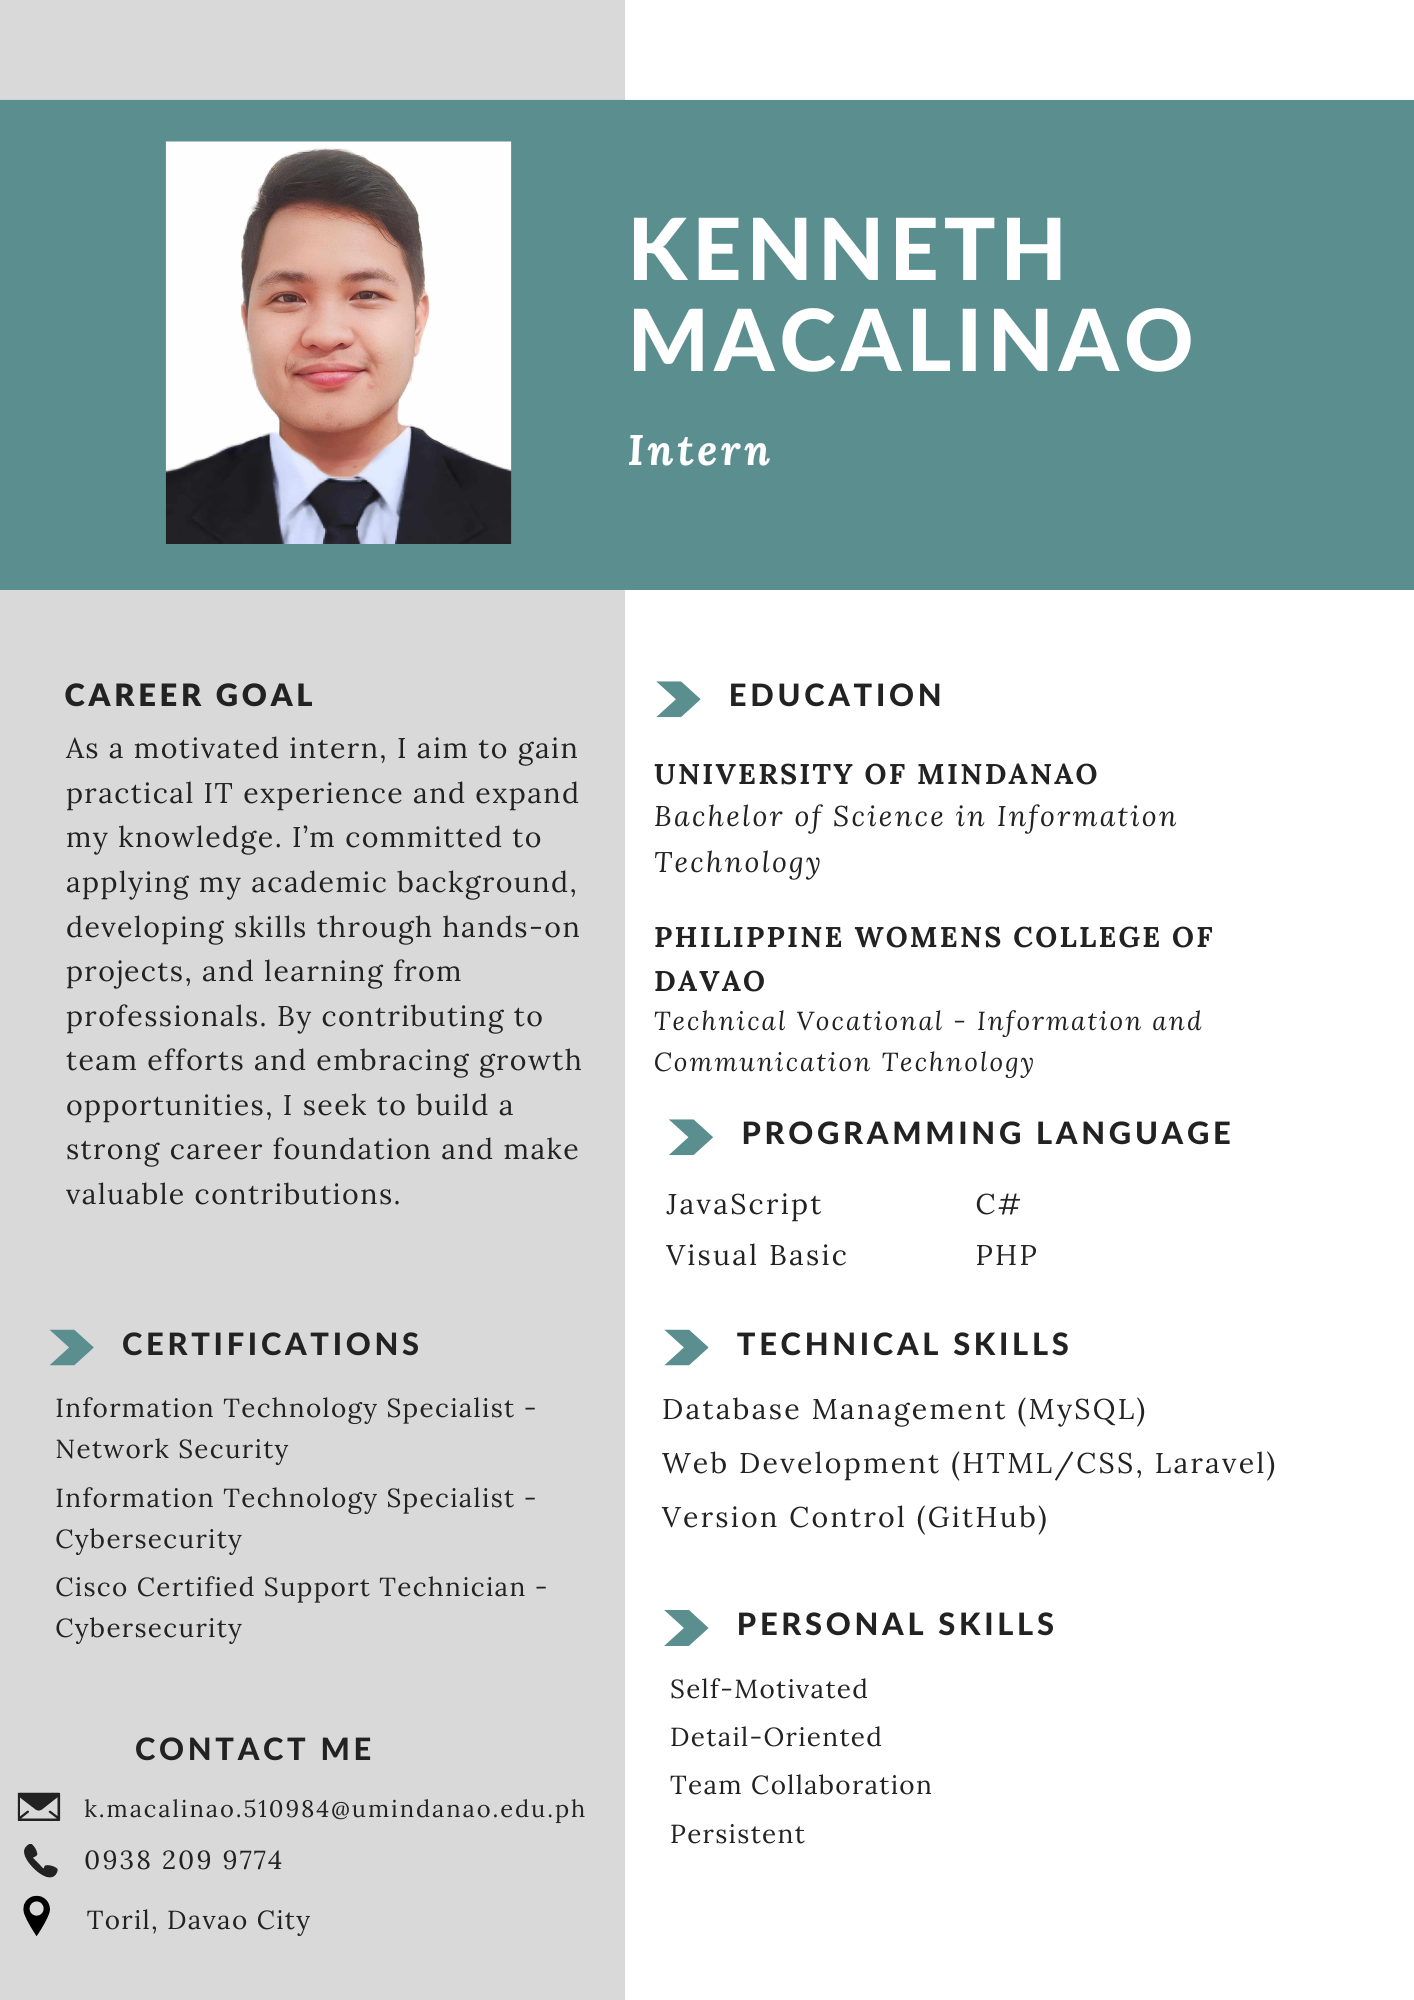 KENNETH
MACALINAO
Intern
CAREER GOAL
As a motivated intern, I aim to gain
practical IT experience and expand
my knowledge. I’m committed to
applying my academic background,
developing skills through hands-on
projects, and learning from
professionals. By contributing to
team efforts and embracing growth
opportunities, I seek to build a
strong career foundation and make
valuable contributions.
CERTIFICATIONS
Information Technology Specialist -
Network Security
Information Technology Specialist -
Cybersecurity
Cisco Certified Support Technician -
Cybersecurity
CONTACT ME
k.macalinao.510984@umindanao.edu.ph
0938 209 9774
Toril, Davao City
EDUCATION
UNIVERSITY OF MINDANAO
Bachelor of Science in Information
Technology
PHILIPPINE WOMENS COLLEGE OF
DAVAO
Technical Vocational - Information and
Communication Technology
PROGRAMMING LANGUAGE
JavaScript C#
Visual Basic PHP
TECHNICAL SKILLS
Database Management (MySQL)
Web Development (HTML/CSS, Laravel)
Version Control (GitHub)
PERSONAL SKILLS
Self-Motivated
Detail-Oriented
Team Collaboration
Persistent